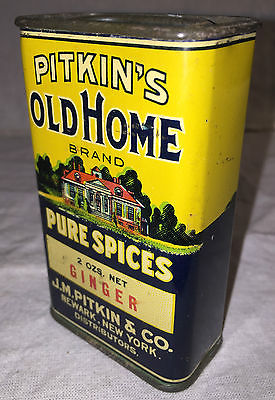 PITKIN'S
OLD HOME
BRAND
PURE SPICES
2 OZS. NET
GINGER
J.M. PITKIN & CO.
NEWARK, NEW YORK.
DISTRIBUTORS.